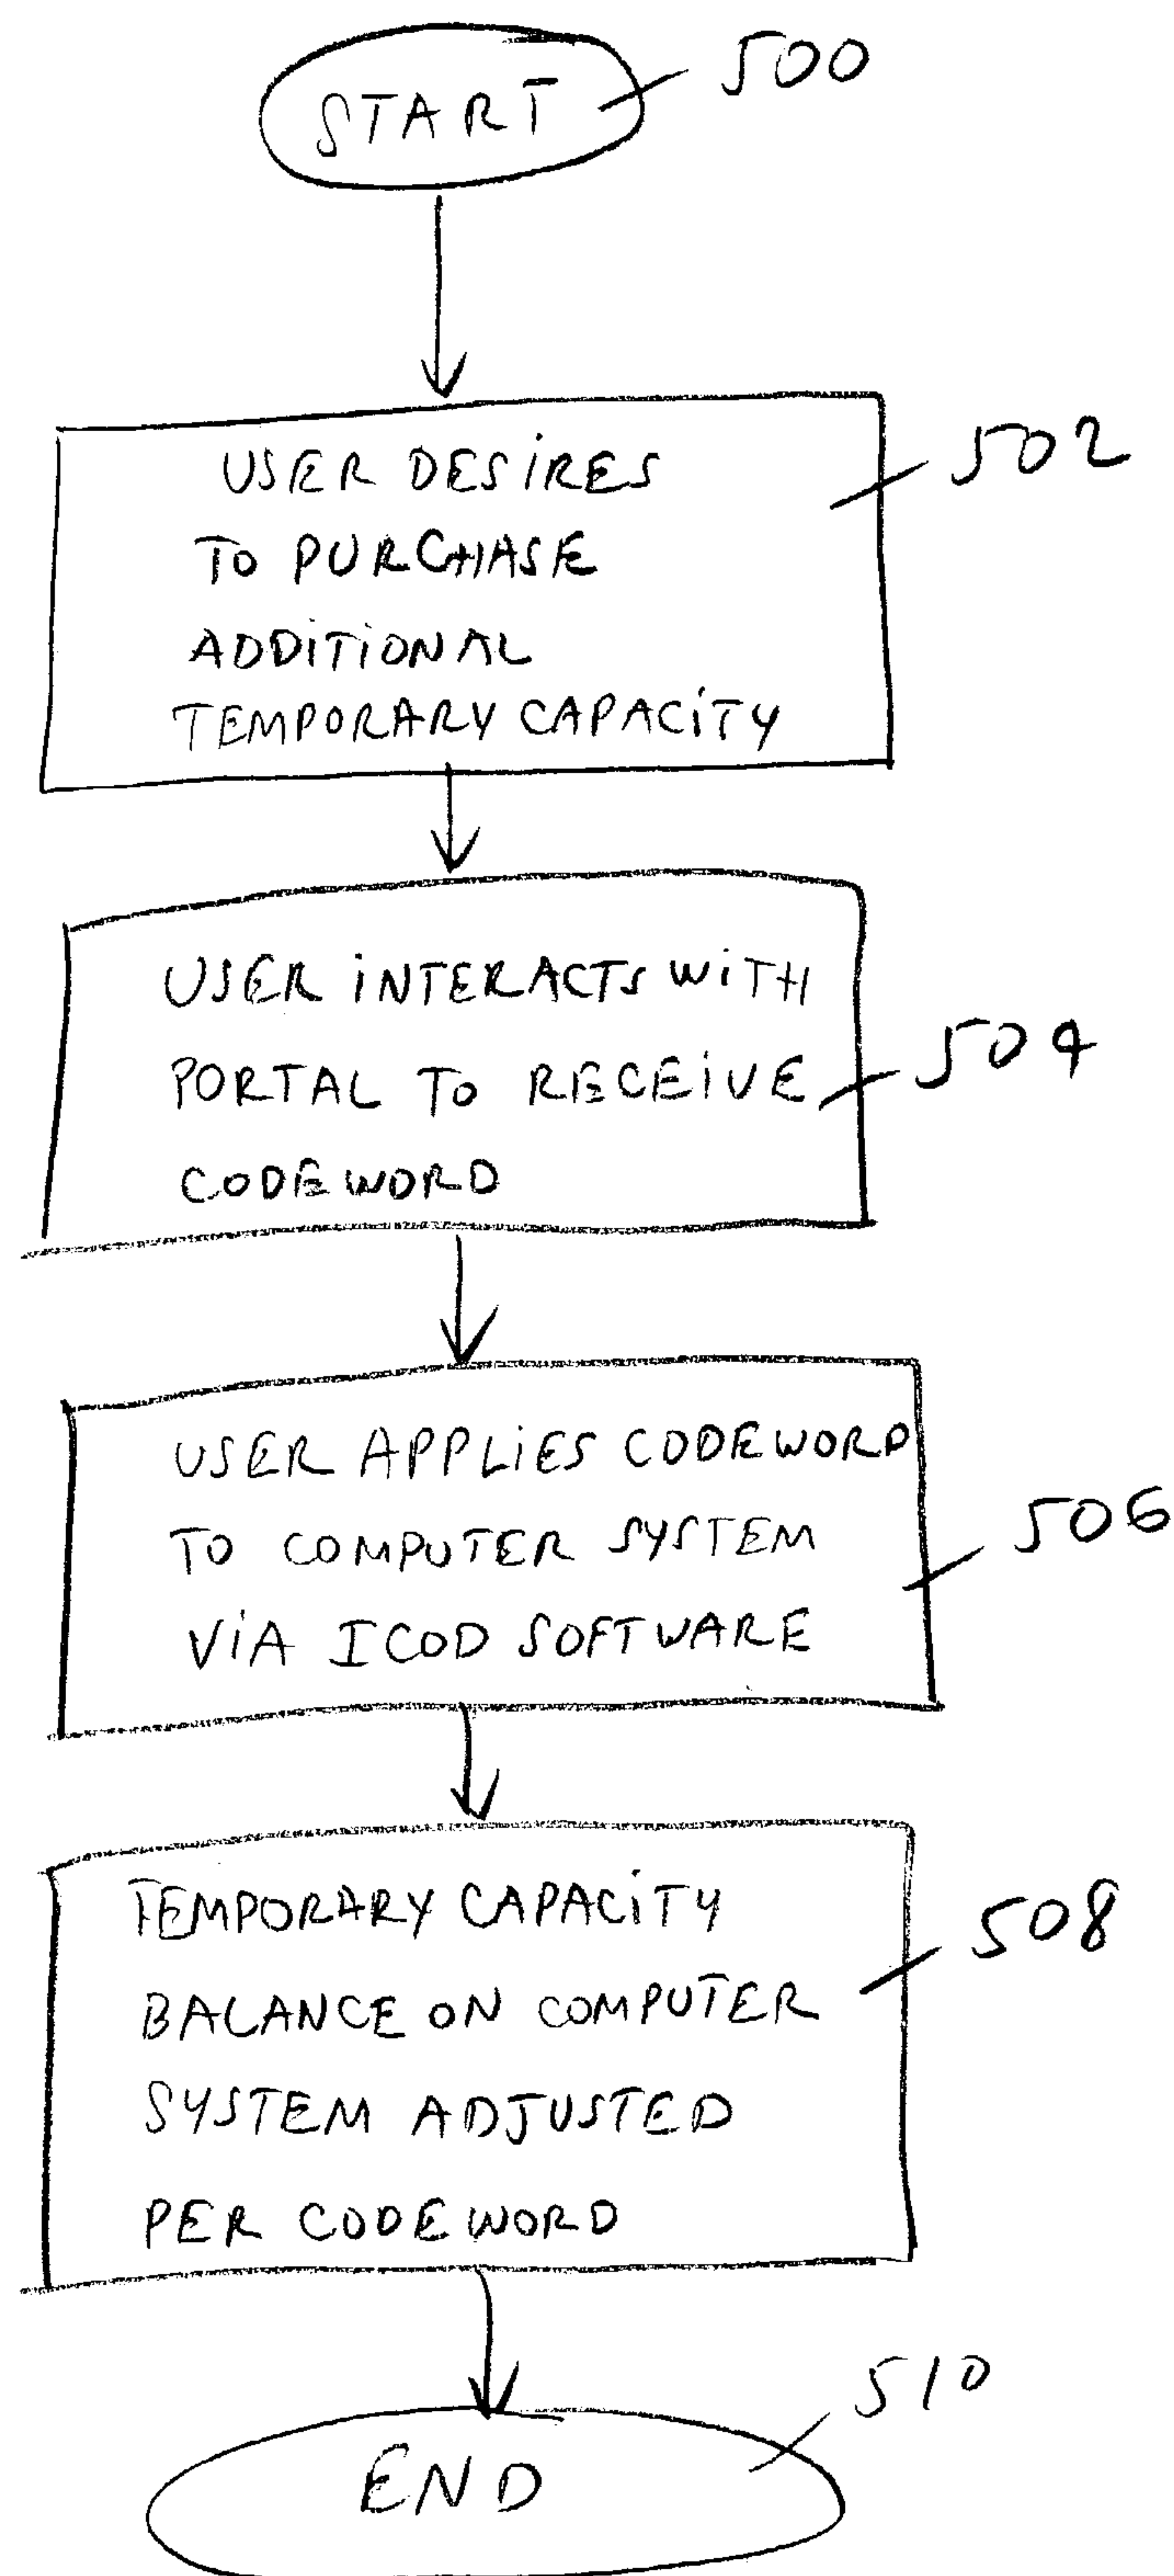 START 500
USER DESIRES
502
TO PURCHASE
ADDITIONAL
TEMPORARY CAPACITY
USER INTERACTS WITH
PORTAL TO RECEIVE
504
CODEWORD
USER APPLIES CODEWORD
TO COMPUTER SYSTEM
506
VIA ICOD SOFTWARE
TEMPORARY CAPACITY
508
BALANCE ON COMPUTER
SYSTEM ADJUSTED
PER CODEWORD
510
END